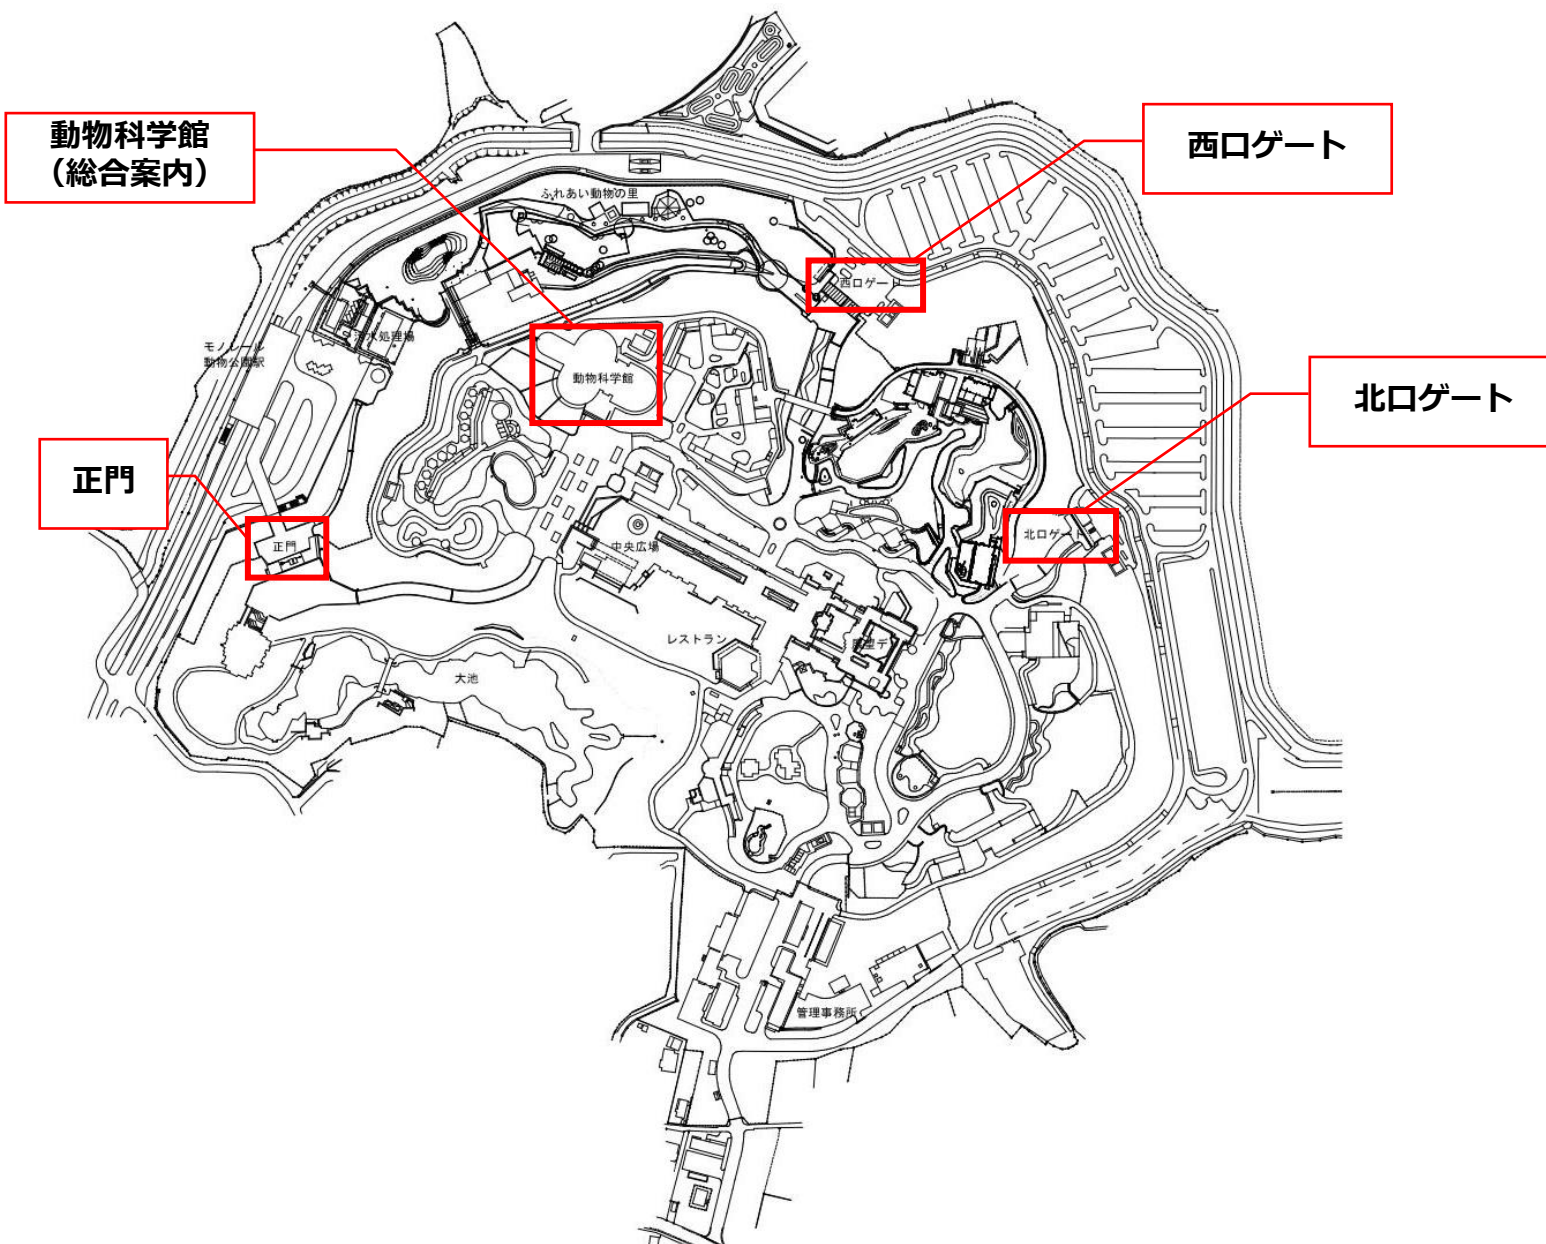 動物科学館
（総合案内）
西口ゲート
ふれあい動物の里
西口ゲート
モノレール
動物公園駅
水処理場
動物科学館
北口ゲート
正門
正門
中央広場
北口ゲート
レストラン
大池
管理事務所